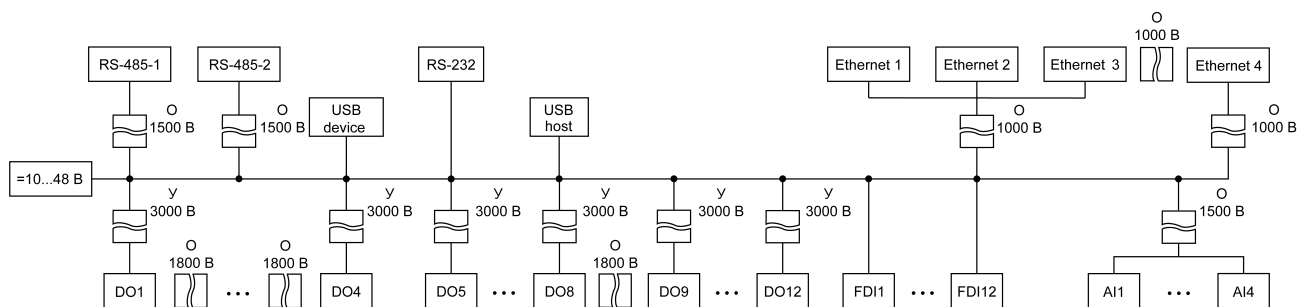 О
1000 В
RS-485-1
RS-485-2
RS-232
Ethernet 1
Ethernet 2
Ethernet 3
Ethernet 4
О
1500 В
О
1500 В
USB
device
USB
host
О
1000 В
О
1000 В
=10...48 В
У
3000 В
У
3000 В
У
3000 В
У
3000 В
У
3000 В
У
3000 В
О
1500 В
О
1800 В
О
1800 В
О
1800 В
DO1
...
DO4
DO5
...
DO8
DO9
...
DO12
FDI1
...
FDI12
AI1
...
AI4